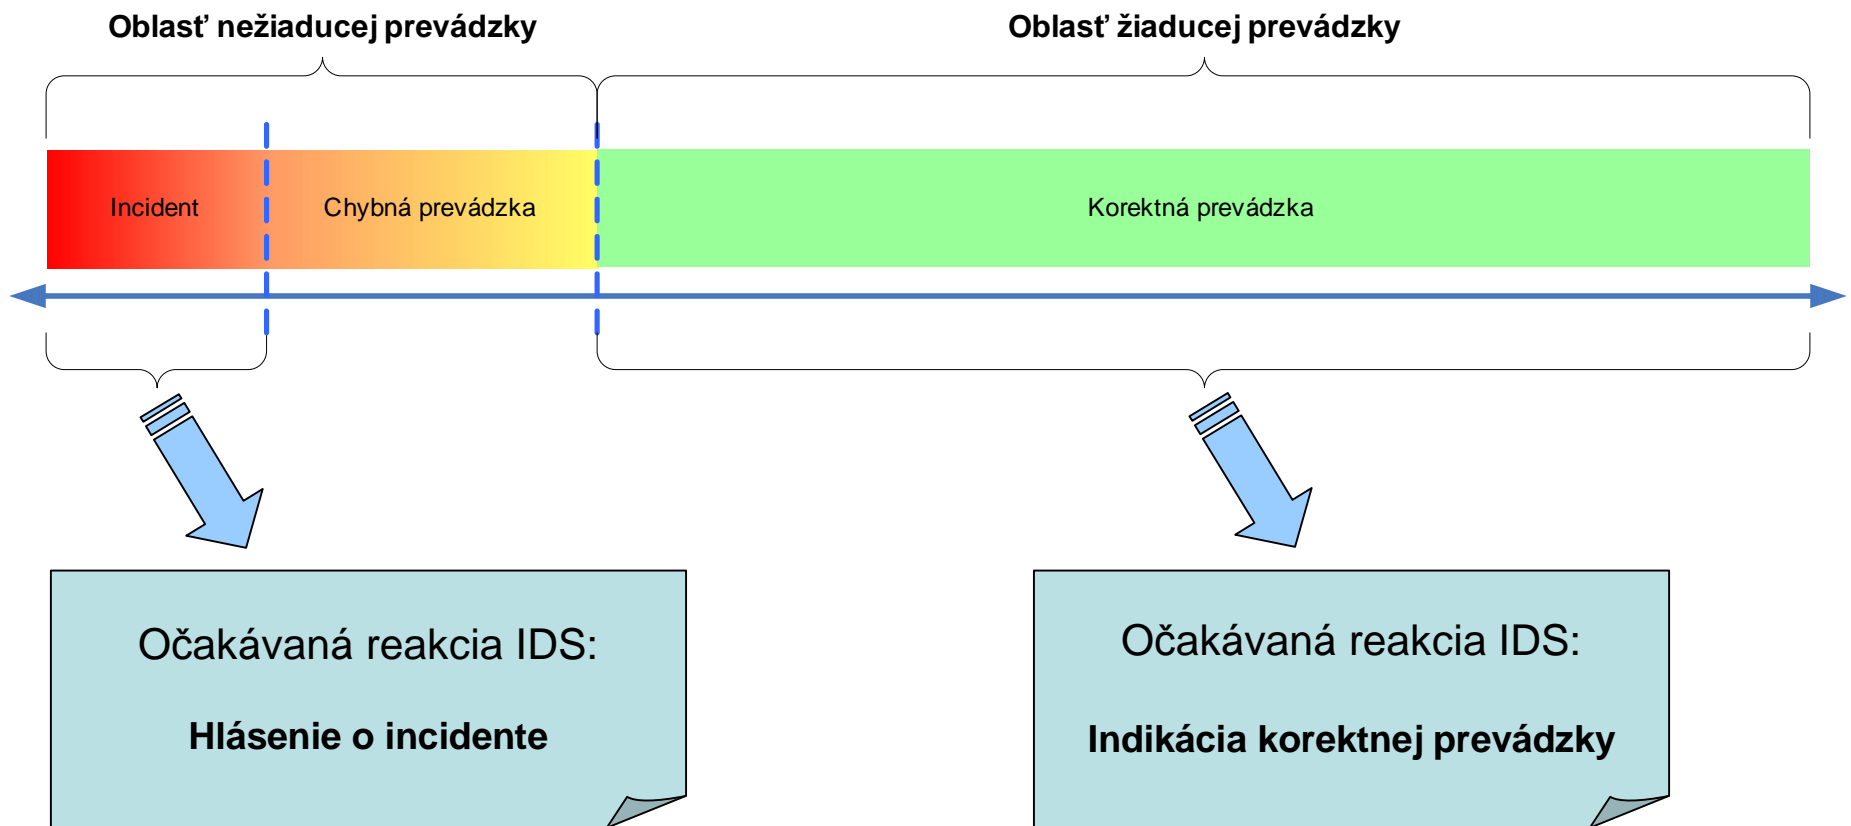 Oblasť nežiaducej prevádzky
Oblasť žiaducej prevádzky
Incident
Chybná prevádzka
Korektná prevádzka
Očakávaná reakcia IDS:
Hlásenie o incidente
Očakávaná reakcia IDS:
Indikácia korektnej prevádzky